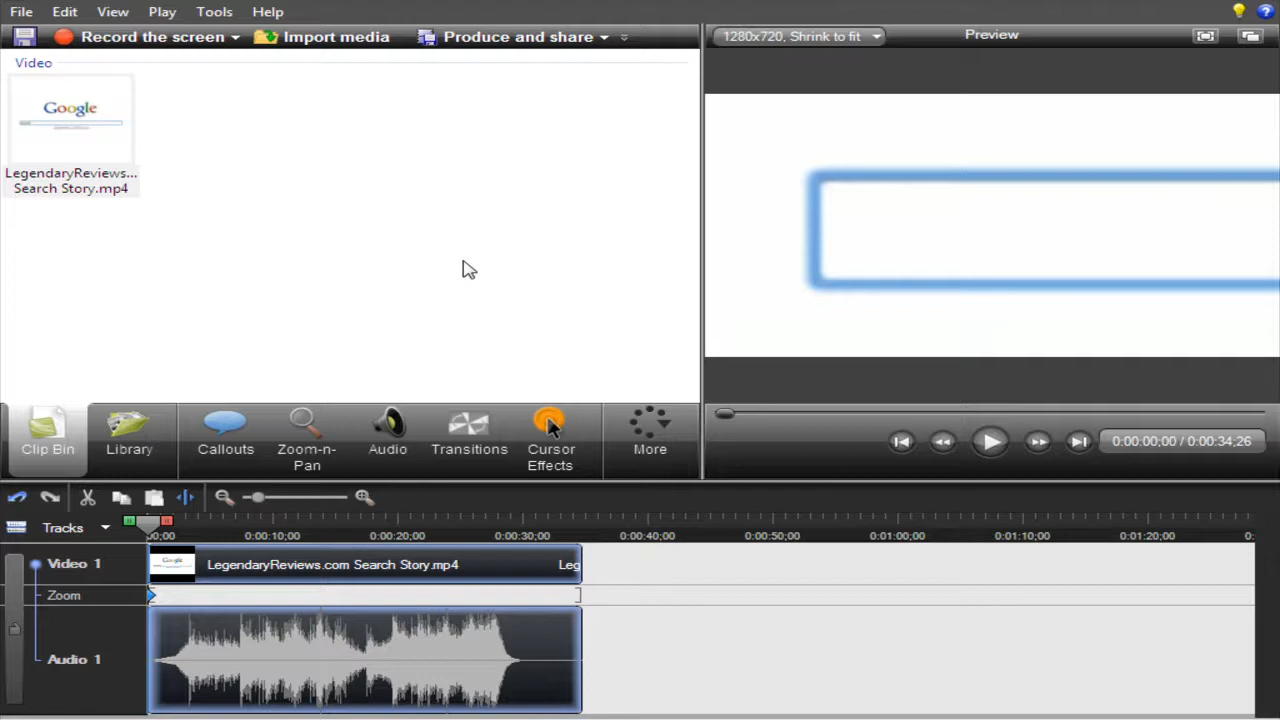 File Edit View Play Tools Help
Record the screen Import media Produce and share 1280x720, Shrink to fit Preview
Video
Google
LegendaryReviews...
Search Story.mp4
Clip Bin Library Callouts Zoom-n-Pan Audio Transitions Cursor Effects More
0:00:00;00 / 0:00:34;26
Tracks
00;00 0:00:10;00 0:00:20;00 0:00:30;00 0:00:40;00 0:00:50;00 0:01:00;00 0:01:10;00 0:01:20;00 0:
Video 1 LegendaryReviews.com Search Story.mp4 Leg
Zoom
Audio 1